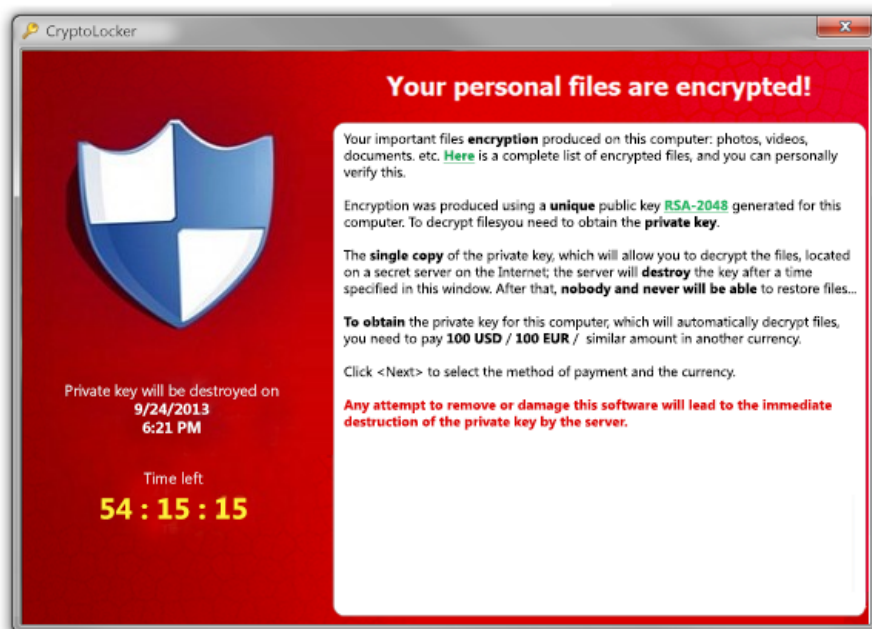 CryptoLocker
Your personal files are encrypted!
Your important files encryption produced on this computer: photos, videos,
documents. etc. Here is a complete list of encrypted files, and you can personally
verify this.
Encryption was produced using a unique public key RSA-2048 generated for this
computer. To decrypt filesyou need to obtain the private key.
The single copy of the private key, which will allow you to decrypt the files, located
on a secret server on the Internet; the server will destroy the key after a time
specified in this window. After that, nobody and never will be able to restore files...
To obtain the private key for this computer, which will automatically decrypt files,
you need to pay 100 USD / 100 EUR / similar amount in another currency.
Click <Next> to select the method of payment and the currency.
Any attempt to remove or damage this software will lead to the immediate
destruction of the private key by the server.
Private key will be destroyed on
9/24/2013
6:21 PM
Time left
54 : 15 : 15